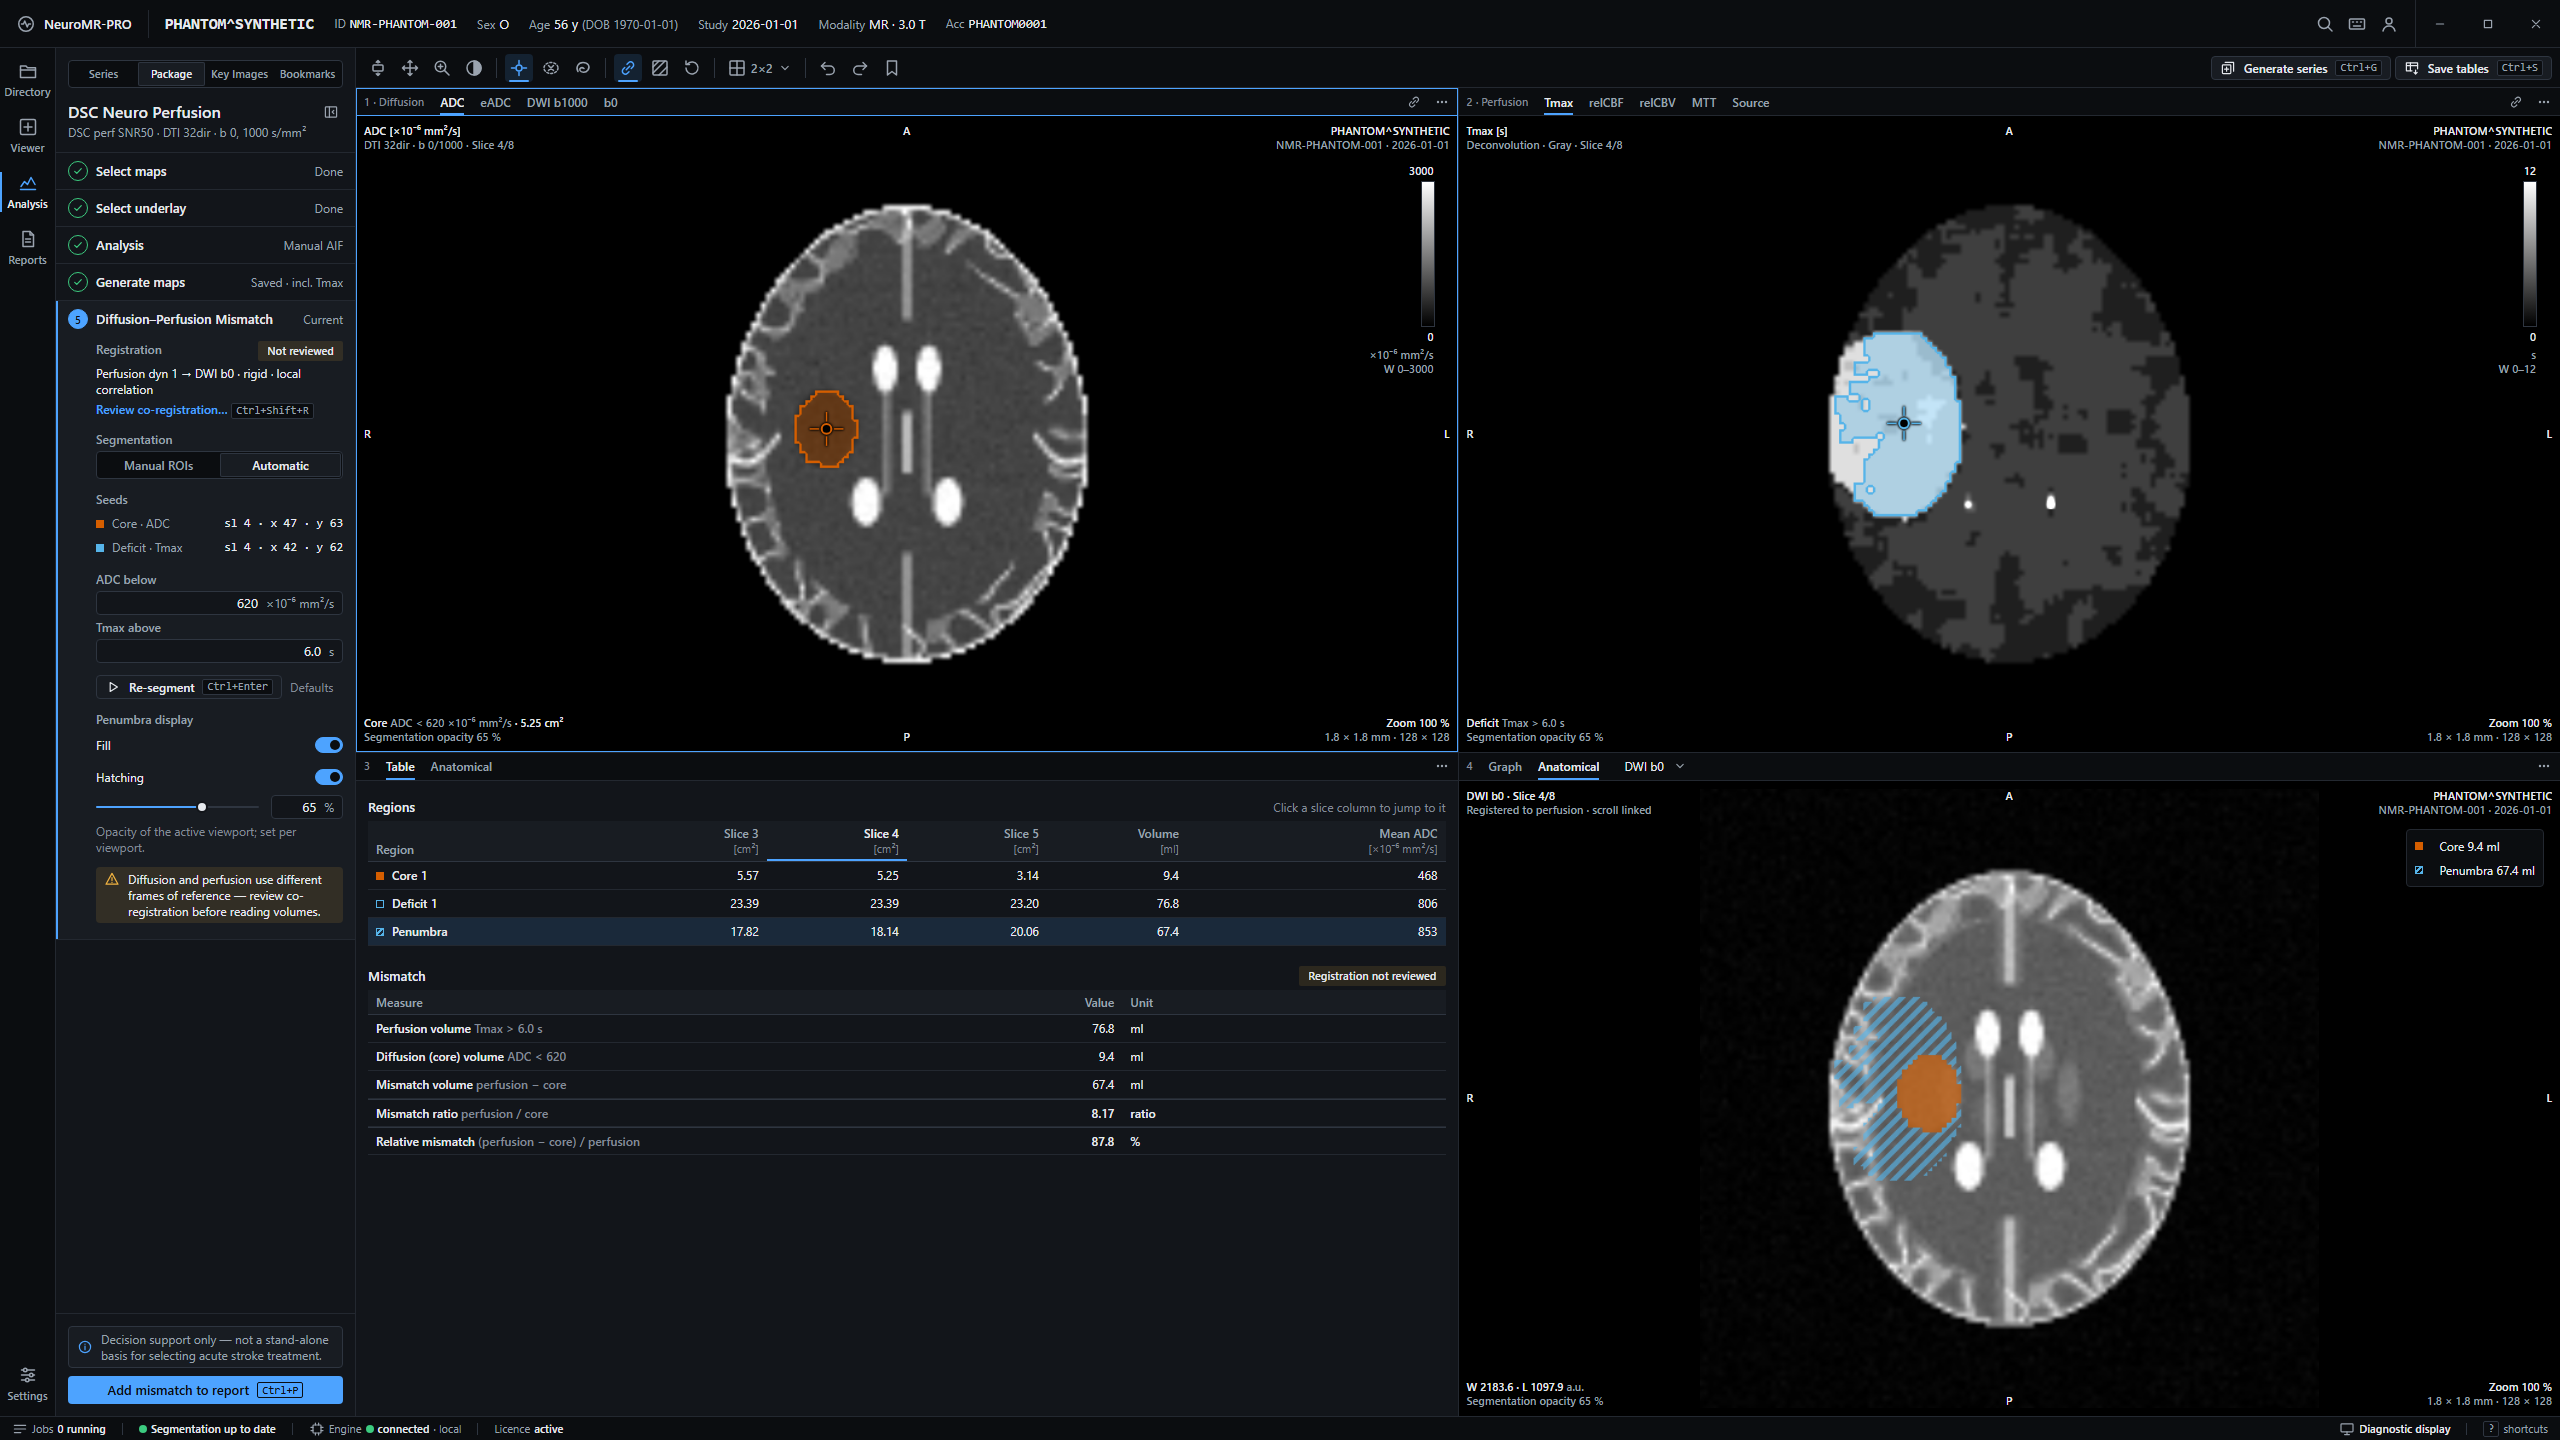 NeuroMR-PRO PHANTOM^SYNTHETIC ID NMR-PHANTOM-001 Sex O Age 56 y (DOB 1970-01-01) Study 2026-01-01 Modality MR · 3.0 T Acc PHANTOM0001
Directory
Viewer
Analysis
Reports
Settings
Series Package Key Images Bookmarks
DSC Neuro Perfusion
DSC perf SNR50 · DTI 32dir · b 0, 1000 s/mm²
Select maps Done
Select underlay Done
Analysis Manual AIF
Generate maps Saved · incl. Tmax
5 Diffusion–Perfusion Mismatch Current
Registration Not reviewed
Perfusion dyn 1 → DWI b0 · rigid · local
correlation
Review co-registration... Ctrl+Shift+R
Segmentation
Manual ROIs Automatic
Seeds
Core · ADC sl 4 · x 47 · y 63
Deficit · Tmax sl 4 · x 42 · y 62
ADC below
620 ×10⁻⁶ mm²/s
Tmax above
6.0 s
Re-segment Ctrl+Enter Defaults
Penumbra display
Fill
Hatching
65 %
Opacity of the active viewport; set per
viewport.
Diffusion and perfusion use different
frames of reference — review co-
registration before reading volumes.
Decision support only — not a stand-alone
basis for selecting acute stroke treatment.
Add mismatch to report Ctrl+P
2×2
Generate series Ctrl+G Save tables Ctrl+S
1 · Diffusion ADC eADC DWI b1000 b0
ADC [×10⁻⁶ mm²/s]
DTI 32dir · b 0/1000 · Slice 4/8
A
PHANTOM^SYNTHETIC
NMR-PHANTOM-001 · 2026-01-01
3000
0
×10⁻⁶ mm²/s
W 0–3000
R
L
Core ADC < 620 ×10⁻⁶ mm²/s · 5.25 cm²
Segmentation opacity 65 %
P
Zoom 100 %
1.8 × 1.8 mm · 128 × 128
2 · Perfusion Tmax relCBF relCBV MTT Source
Tmax [s]
Deconvolution · Gray · Slice 4/8
A
PHANTOM^SYNTHETIC
NMR-PHANTOM-001 · 2026-01-01
12
0
s
W 0–12
R
L
Deficit Tmax > 6.0 s
Segmentation opacity 65 %
P
Zoom 100 %
1.8 × 1.8 mm · 128 × 128
3 Table Anatomical
Regions Click a slice column to jump to it
Region Slice 3 [cm²] Slice 4 [cm²] Slice 5 [cm²] Volume [ml] Mean ADC [×10⁻⁶ mm²/s]
Core 1 5.57 5.25 3.14 9.4 468
Deficit 1 23.39 23.39 23.20 76.8 806
Penumbra 17.82 18.14 20.06 67.4 853
Mismatch Registration not reviewed
Measure Value Unit
Perfusion volume Tmax > 6.0 s 76.8 ml
Diffusion (core) volume ADC < 620 9.4 ml
Mismatch volume perfusion − core 67.4 ml
Mismatch ratio perfusion / core 8.17 ratio
Relative mismatch (perfusion − core) / perfusion 87.8 %
4 Graph Anatomical DWI b0
DWI b0 · Slice 4/8
Registered to perfusion · scroll linked
A
PHANTOM^SYNTHETIC
NMR-PHANTOM-001 · 2026-01-01
Core 9.4 ml
Penumbra 67.4 ml
R
L
W 2183.6 · L 1097.9 a.u.
Segmentation opacity 65 %
P
Zoom 100 %
1.8 × 1.8 mm · 128 × 128
Jobs 0 running Segmentation up to date Engine connected · local Licence active Diagnostic display ? shortcuts